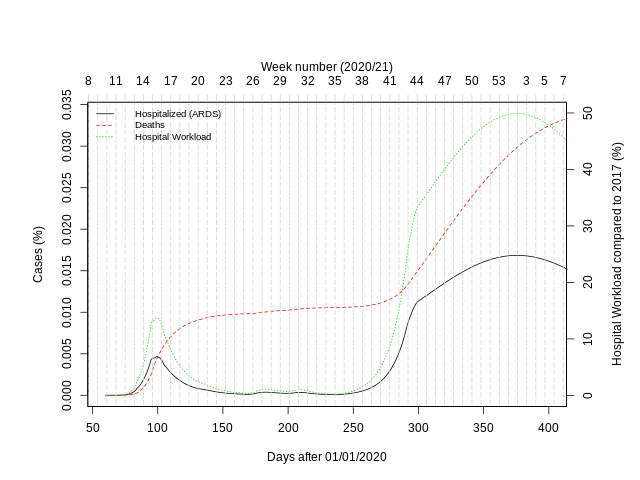 Week number (2020/21)
8 11 14 17 20 23 26 29 32 35 38 41 44 47 50 53 3 5 7
Hospitalized (ARDS)
Deaths
Hospital Workload
Cases (%)
0.035
0.030
0.025
0.020
0.015
0.010
0.005
0.000
50
40
30
20
10
0
Hospital Workload compared to 2017 (%)
50 100 150 200 250 300 350 400
Days after 01/01/2020